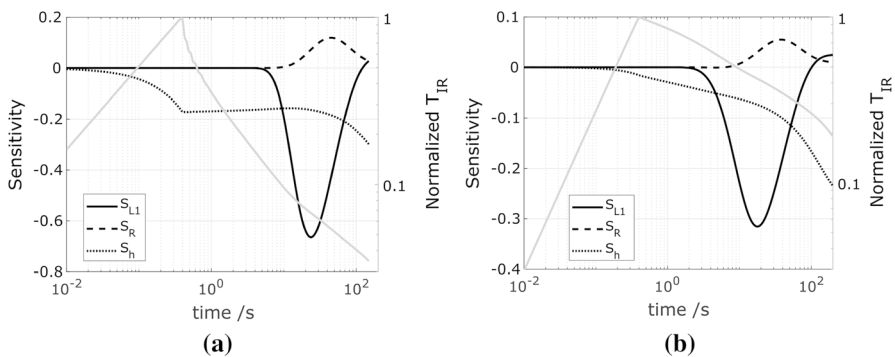 0.2
0
-0.2
-0.4
-0.6
-0.8
Sensitivity
10^-2
10^0
10^2
time /s
1
0.1
Normalized T_IR
S_L1
S_R
S_h
(a)
0.1
0
-0.1
-0.2
-0.3
-0.4
Sensitivity
10^-2
10^0
10^2
time /s
1
0.1
Normalized T_IR
S_L1
S_R
S_h
(b)